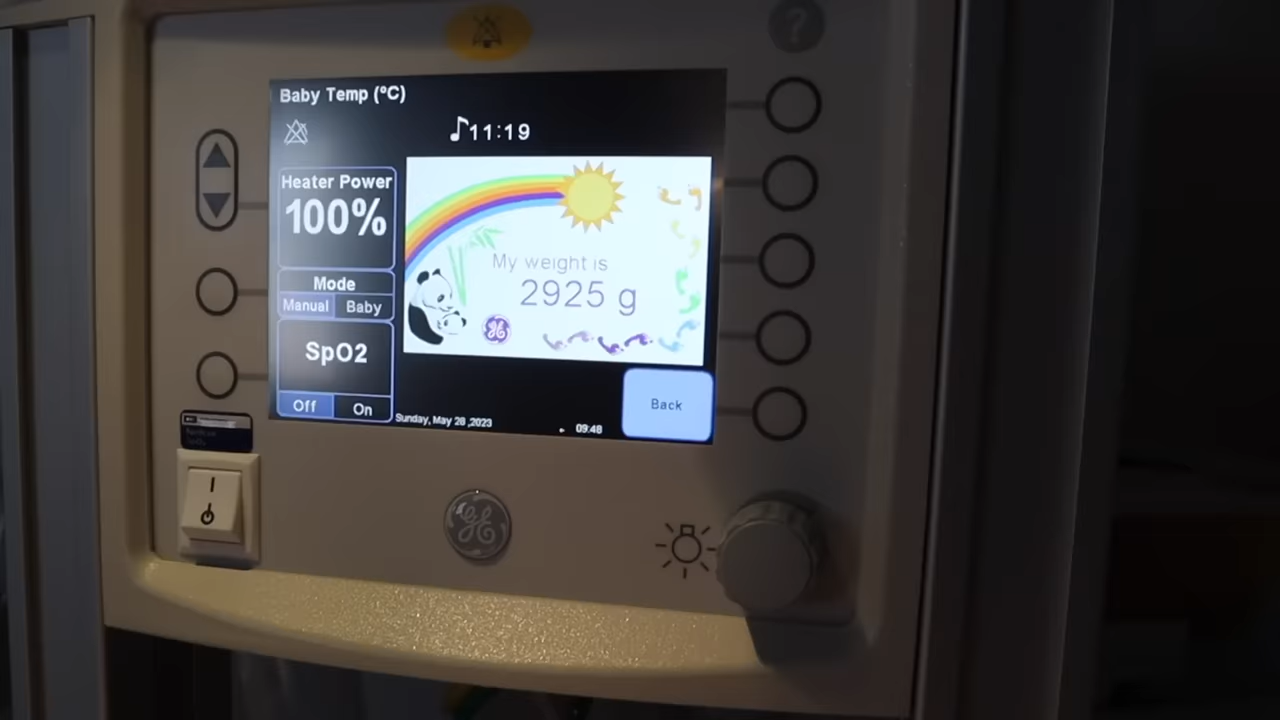 Baby Temp (°C)
11:19
Heater Power
100%
Mode
Manual Baby
SpO2
Off On
My weight is
2925 g
Back
Sunday, May 28 ,2023
09:48
?